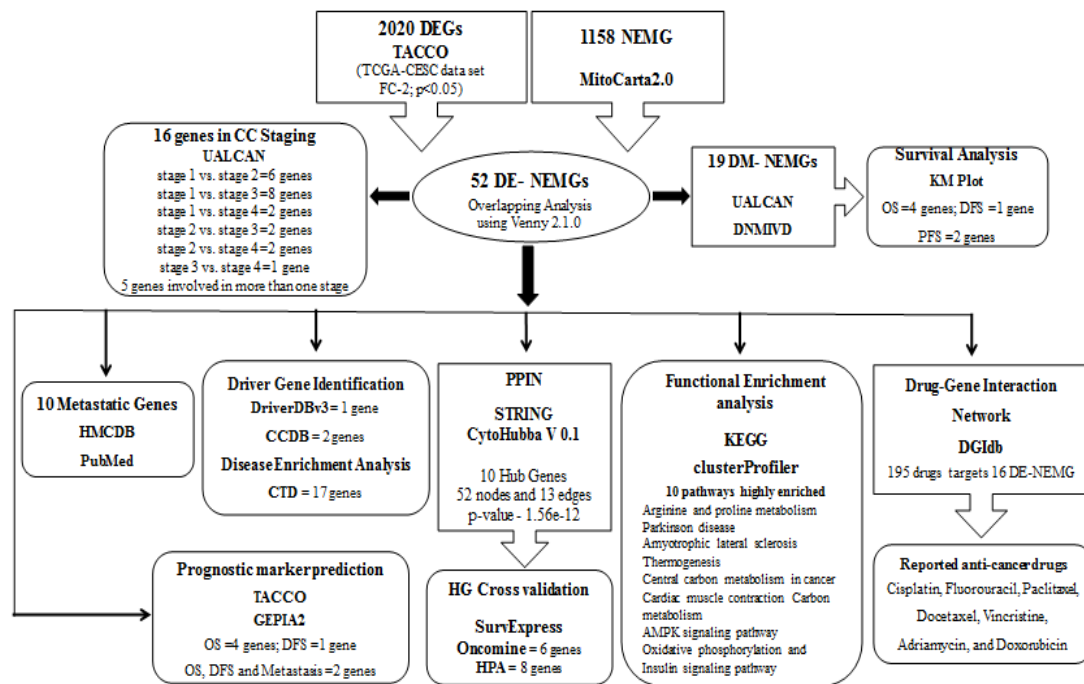 2020 DEGs
TACCO
(TCGA-CESC data set
FC-2; p<0.05)
1158 NEMG
MitoCarta2.0
16 genes in CC Staging
UALCAN
stage 1 vs. stage 2=6 genes
stage 1 vs. stage 3=8 genes
stage 1 vs. stage 4=2 genes
stage 2 vs. stage 3=2 genes
stage 2 vs. stage 4=2 genes
stage 3 vs. stage 4=1 gene
5 genes involved in more than one stage
52 DE- NEMGs
Overlapping Analysis
using Venny 2.1.0
19 DM- NEMGs
UALCAN
DNMIVD
Survival Analysis
KM Plot
OS =4 genes; DFS =1 gene
PFS =2 genes
10 Metastatic Genes
HMCDB
PubMed
Driver Gene Identification
DriverDBv3= 1 gene
CCDB = 2 genes
Disease Enrichment Analysis
CTD = 17 genes
PPIN
STRING
CytoHubba V 0.1
10 Hub Genes
52 nodes and 13 edges
p-value - 1.56e-12
Functional Enrichment
analysis
KEGG
clusterProfiler
10 pathways highly enriched
Arginine and proline metabolism
Parkinson disease
Amyotrophic lateral sclerosis
Thermogenesis
Central carbon metabolism in cancer
Cardiac muscle contraction Carbon
metabolism
AMPK signaling pathway
Oxidative phosphorylation and
Insulin signaling pathway
Drug-Gene Interaction
Network
DGIdb
195 drugs targets 16 DE-NEMG
Prognostic marker prediction
TACCO
GEPIA2
OS =4 genes; DFS =1 gene
OS, DFS and Metastasis =2 genes
HG Cross validation
SurvExpress
Oncomine = 6 genes
HPA = 8 genes
Reported anti-cancer drugs
Cisplatin, Fluorouracil, Paclitaxel,
Docetaxel, Vincristine,
Adriamycin, and Doxorubicin